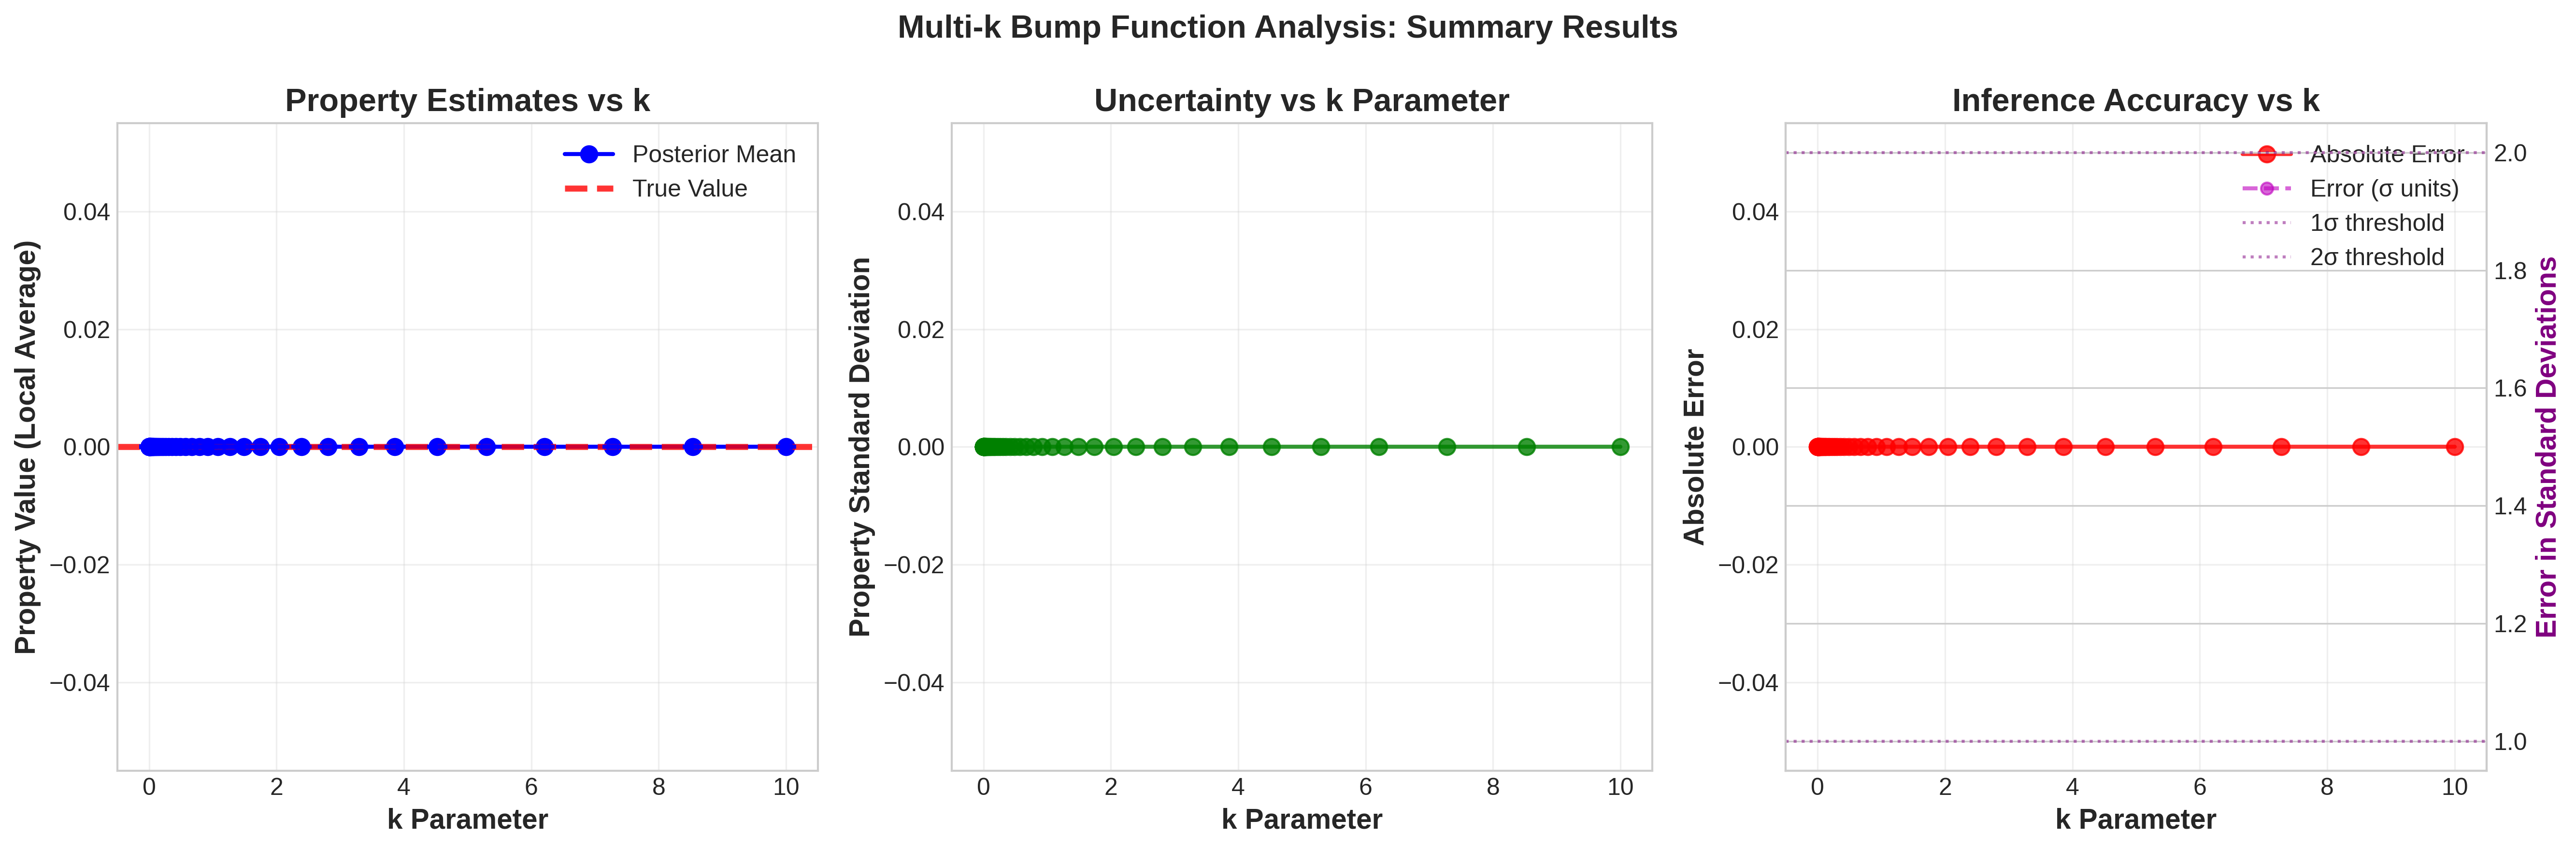 Multi-k Bump Function Analysis: Summary Results
Property Estimates vs k
Property Value (Local Average)
0.04
0.02
0.00
−0.02
−0.04
Posterior Mean
True Value
0 2 4 6 8 10
k Parameter
Uncertainty vs k Parameter
Property Standard Deviation
0.04
0.02
0.00
−0.02
−0.04
0 2 4 6 8 10
k Parameter
Inference Accuracy vs k
Absolute Error
0.04
0.02
0.00
−0.02
−0.04
Absolute Error
Error (σ units)
1σ threshold
2σ threshold
2.0
1.8
1.6
1.4
1.2
1.0
Error in Standard Deviations
0 2 4 6 8 10
k Parameter